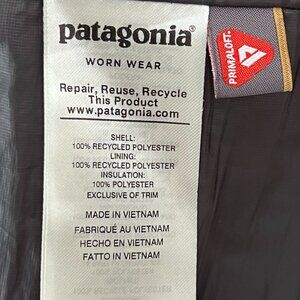 patagonia®
WORN WEAR
Repair, Reuse, Recycle
This Product
www.patagonia.com
SHELL:
100% RECYCLED POLYESTER
LINING:
100% RECYCLED POLYESTER
INSULATION:
100% POLYESTER
EXCLUSIVE OF TRIM
MADE IN VIETNAM
FABRIQUÉ AU VIETNAM
HECHO EN VIETNAM
FATTO IN VIETNAM
PRIMALOFT